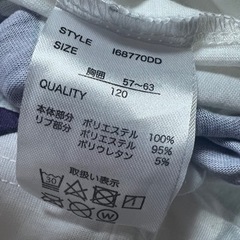 STYLE I68770DD
SIZE
胸囲 57~63
120
QUALITY
本体部分 ポリエステル 100%
リブ部分 ポリエステル 95%
ポリウレタン 5%
取扱い表示
30